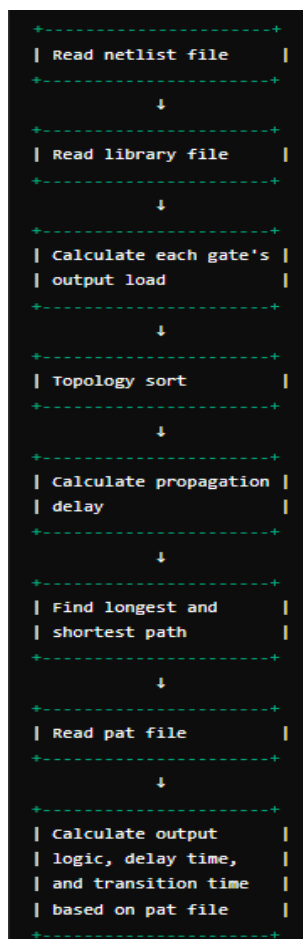 +-----------------------+
| Read netlist file |
+-----------------------+
↓
+-----------------------+
| Read library file |
+-----------------------+
↓
+-----------------------+
| Calculate each gate's |
| output load |
+-----------------------+
↓
+-----------------------+
| Topology sort |
+-----------------------+
↓
+-----------------------+
| Calculate propagation |
| delay |
+-----------------------+
↓
+-----------------------+
| Find longest and |
| shortest path |
+-----------------------+
↓
+-----------------------+
| Read pat file |
+-----------------------+
↓
+-----------------------+
| Calculate output |
| logic, delay time, |
| and transition time |
| based on pat file |
+-----------------------+